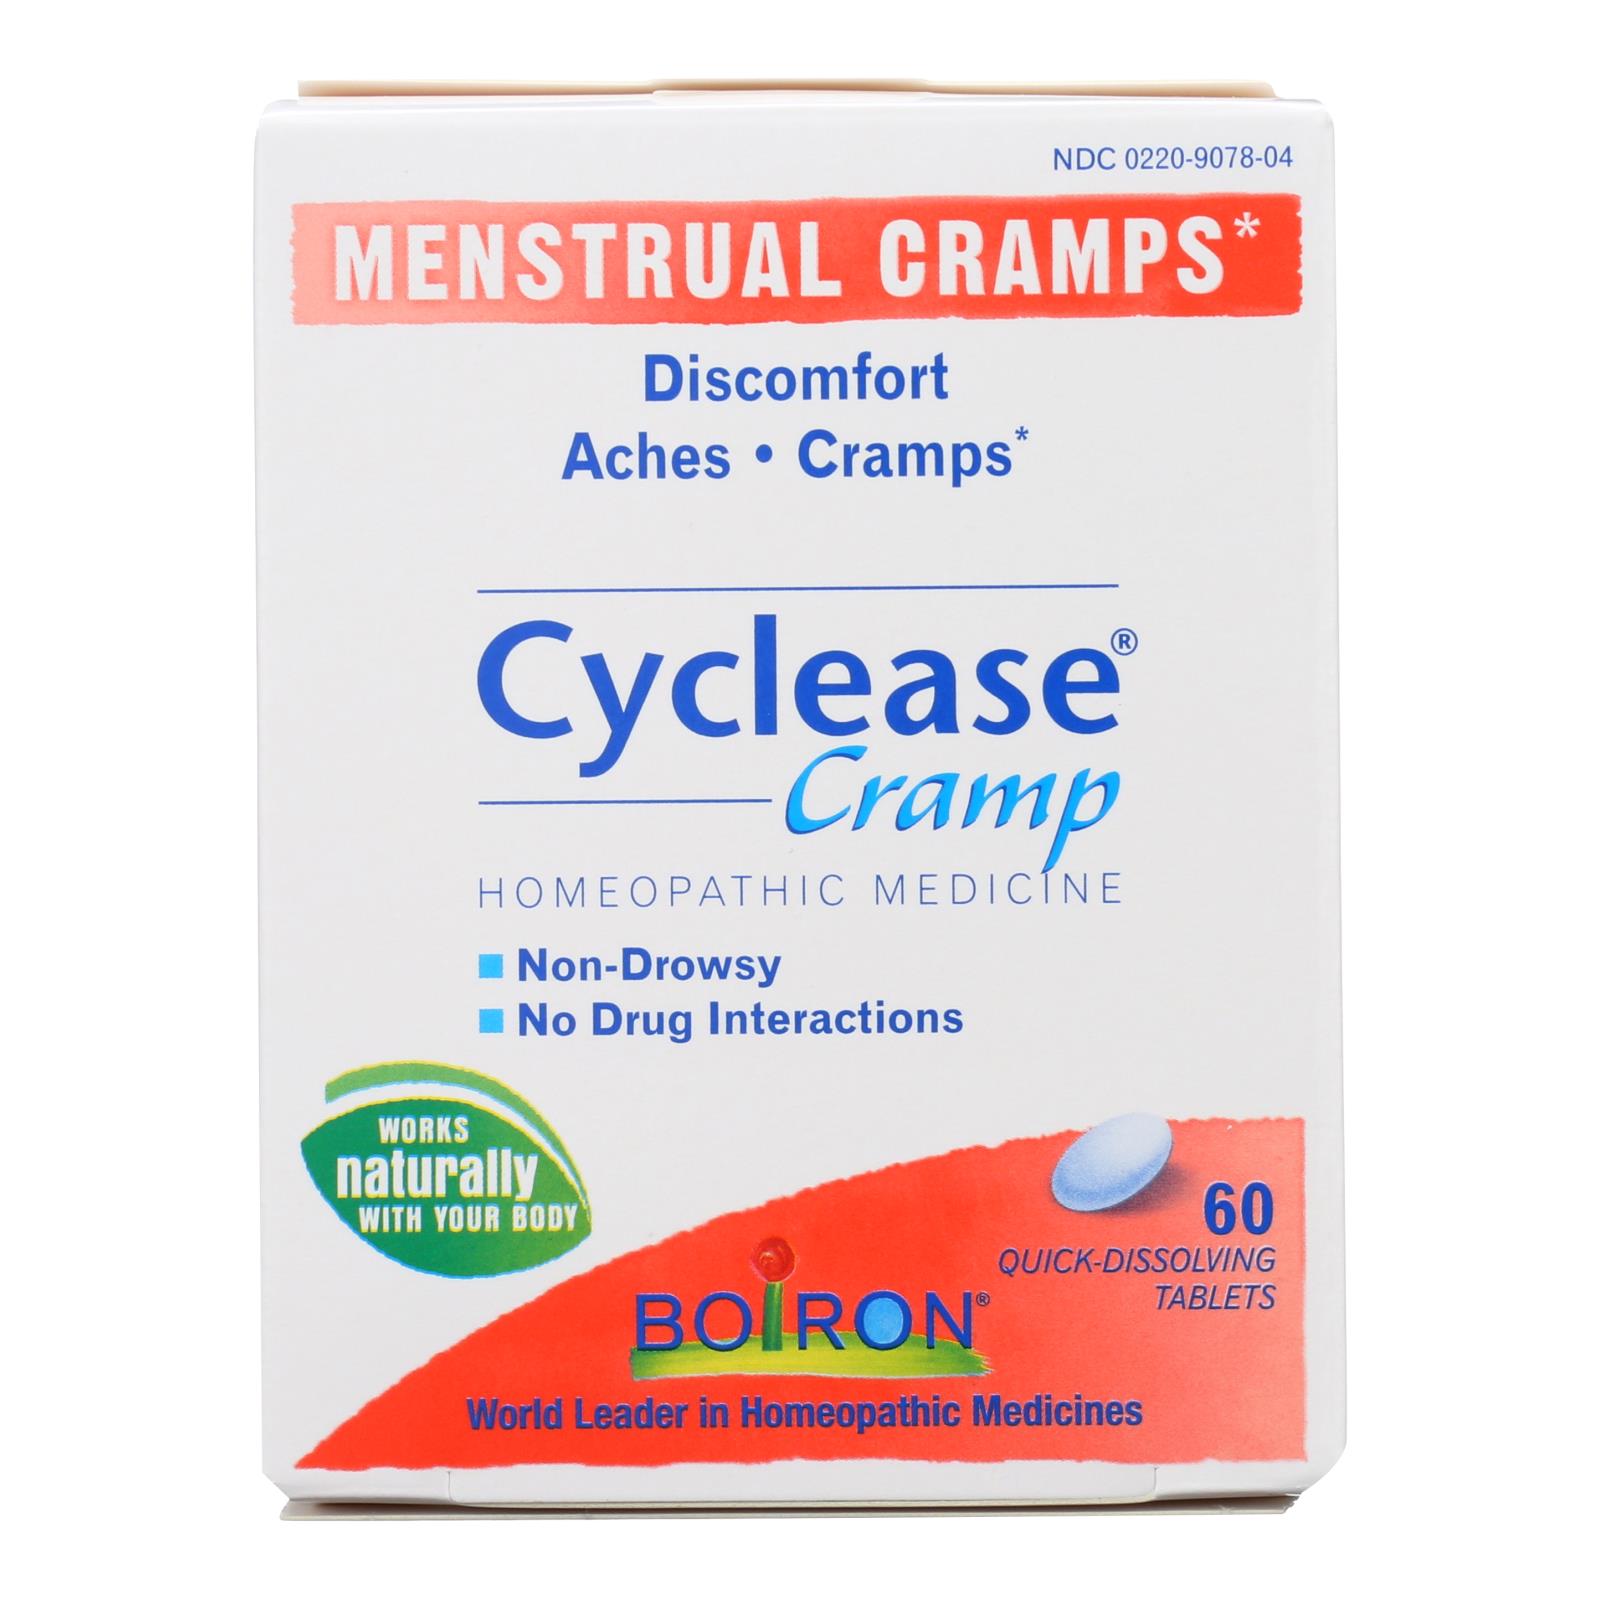 NDC 0220-9078-04
MENSTRUAL CRAMPS*
Discomfort
Aches • Cramps*
Cyclease®
Cramp
HOMEOPATHIC MEDICINE
Non-Drowsy
No Drug Interactions
WORKS
naturally
WITH YOUR BODY
60
QUICK-DISSOLVING
TABLETS
BOIRON®
World Leader in Homeopathic Medicines